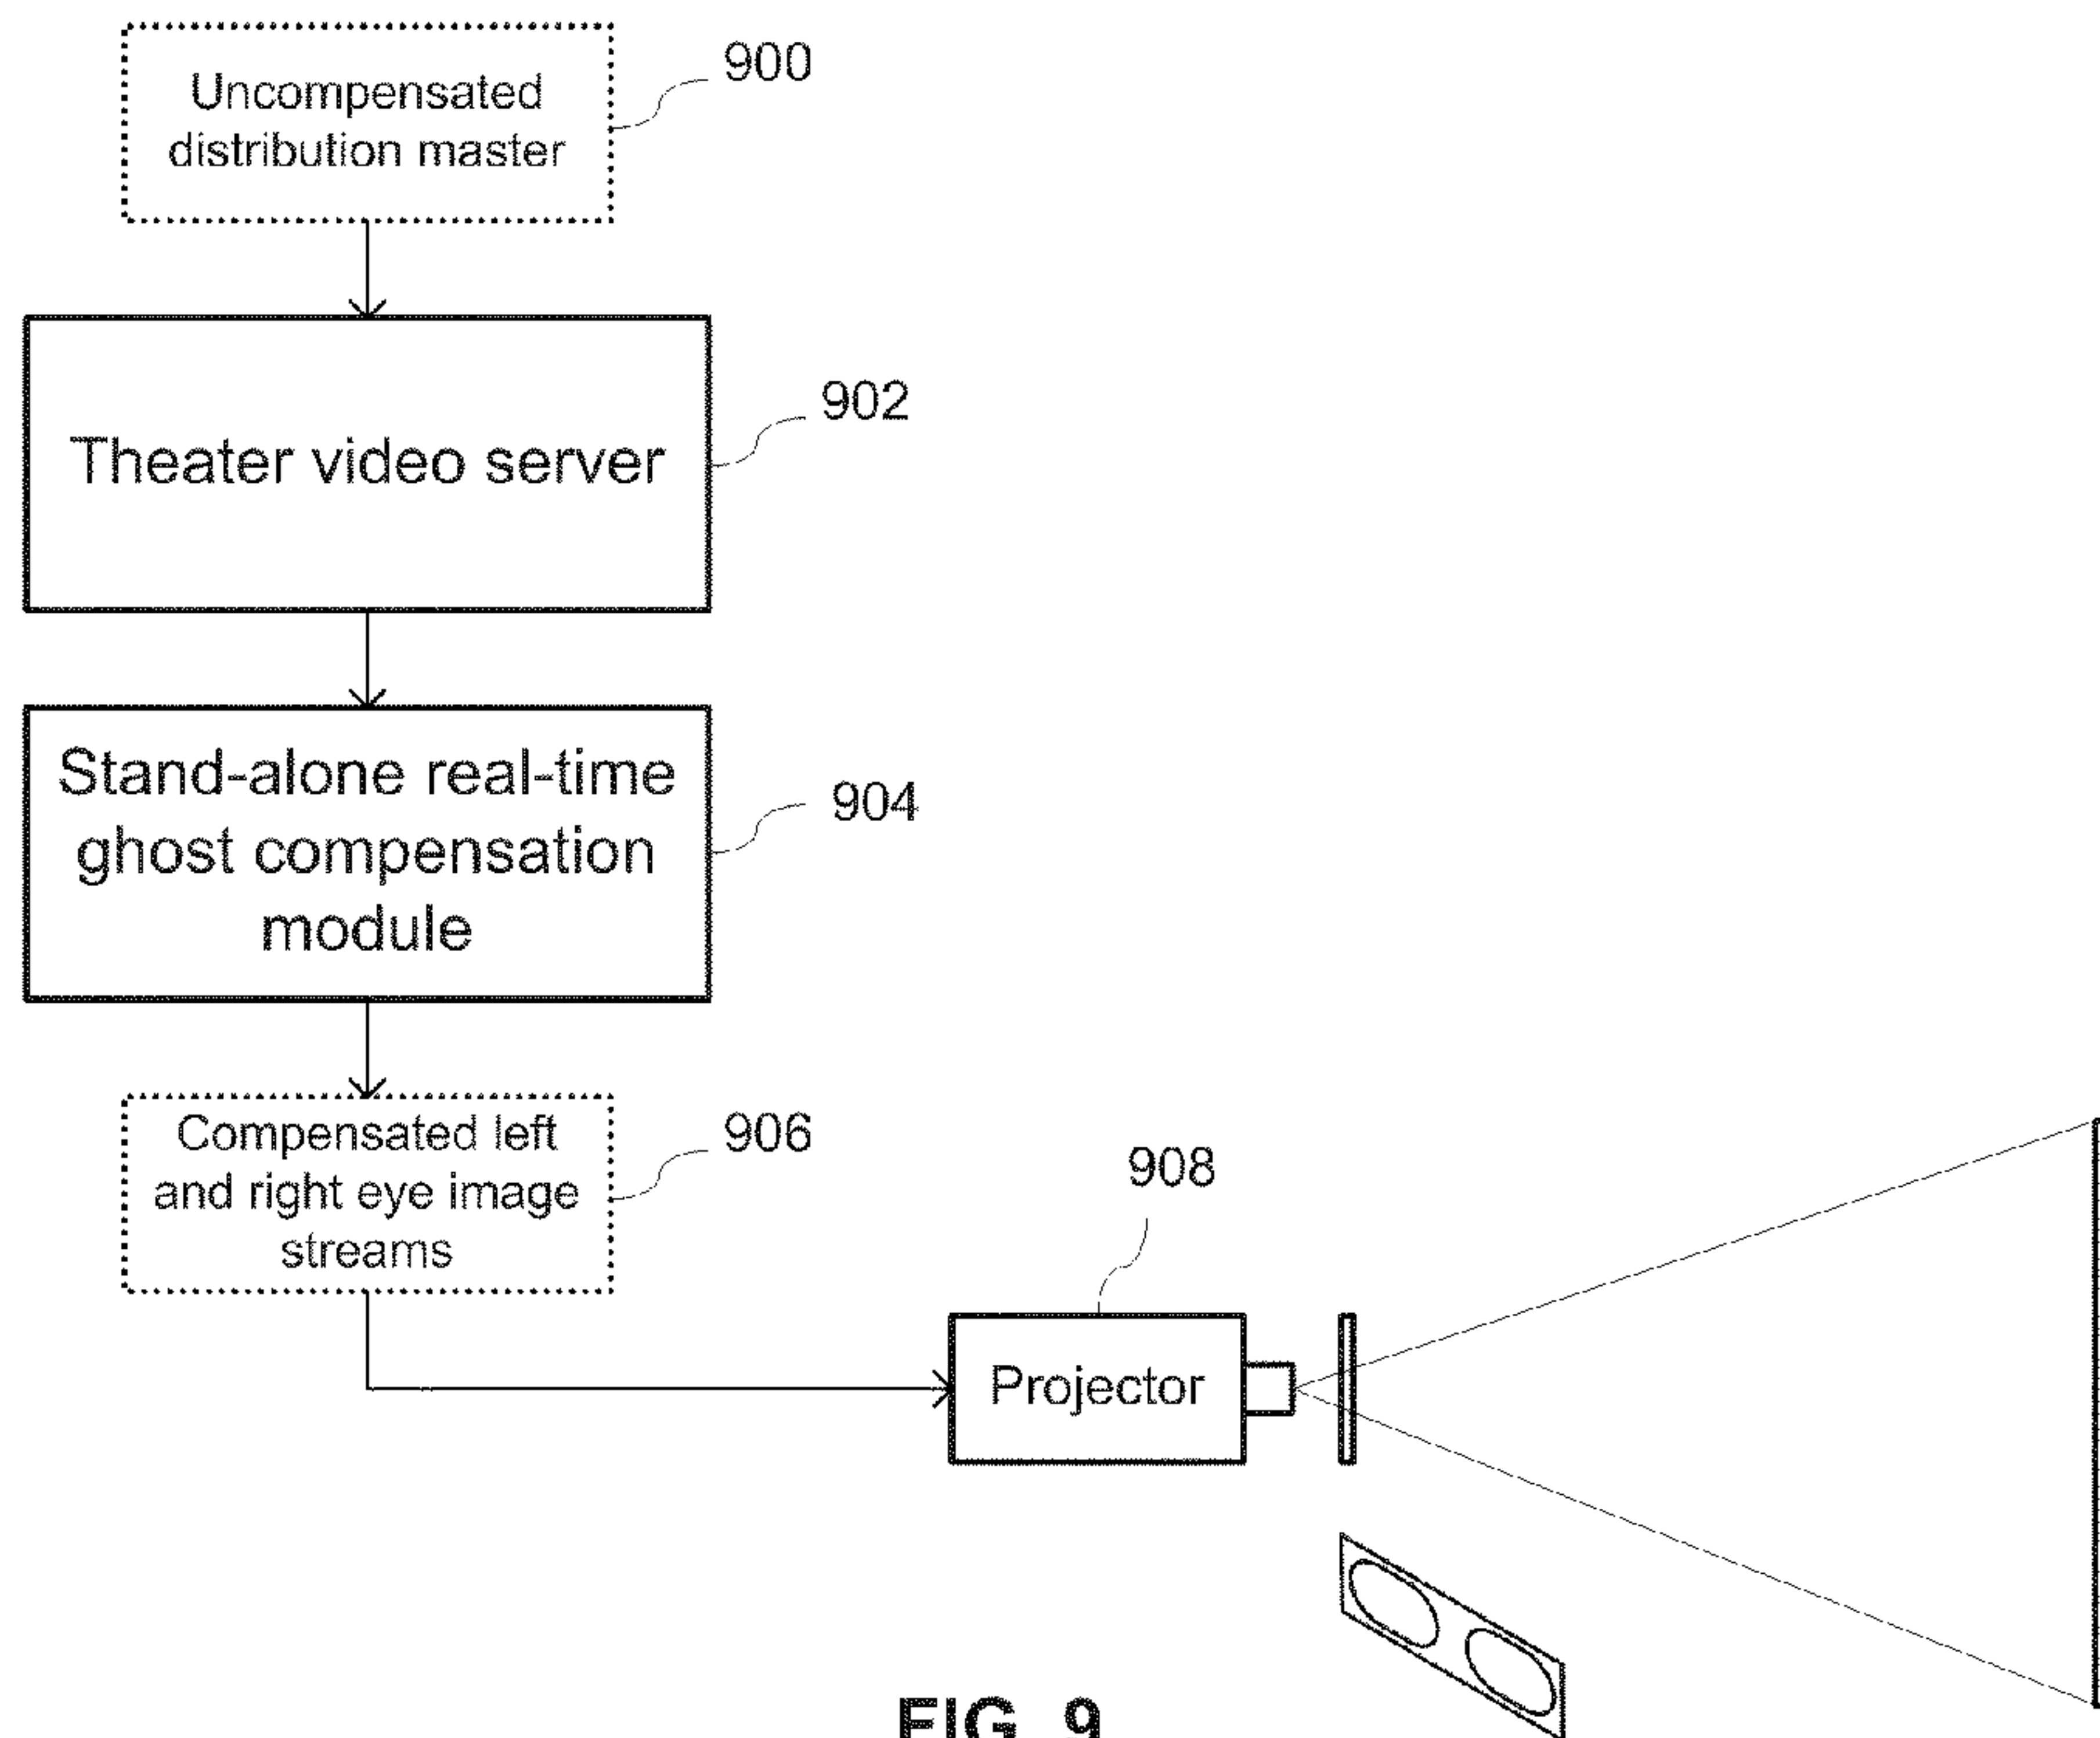 Uncompensated
distribution master
900
Theater video server
902
Stand-alone real-time
ghost compensation
module
904
Compensated left
and right eye image
streams
906
908
Projector
FIG. 9